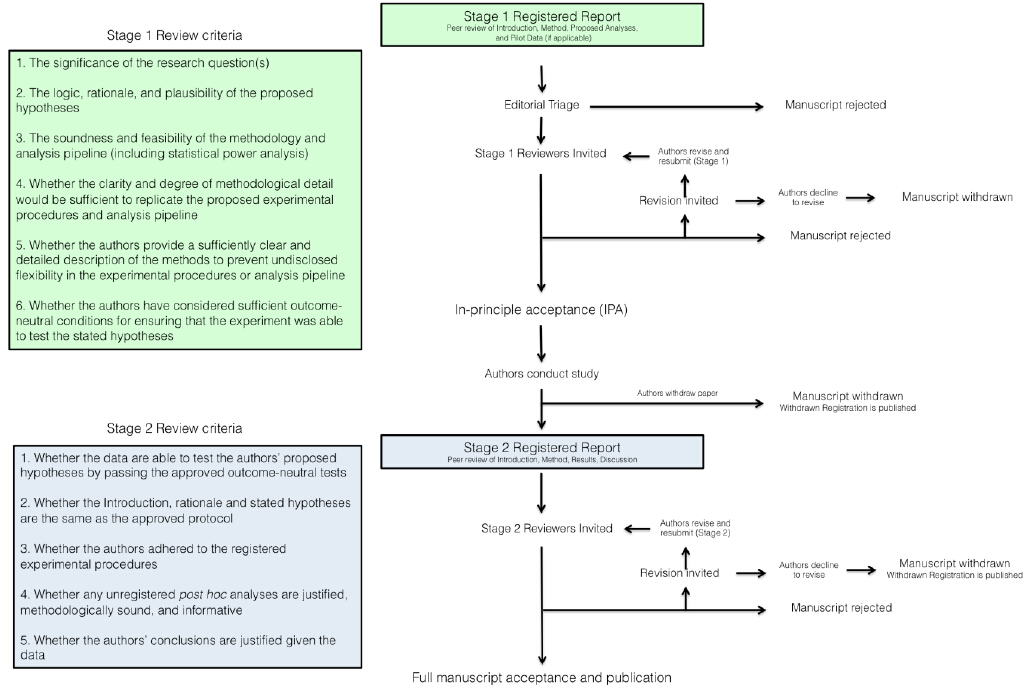 Stage 1 Review criteria
1. The significance of the research question(s)
2. The logic, rationale, and plausibility of the proposed
hypotheses
3. The soundness and feasibility of the methodology and
analysis pipeline (including statistical power analysis)
4. Whether the clarity and degree of methodological detail
would be sufficient to replicate the proposed experimental
procedures and analysis pipeline
5. Whether the authors provide a sufficiently clear and
detailed description of the methods to prevent undisclosed
flexibility in the experimental procedures or analysis pipeline
6. Whether the authors have considered sufficient outcome-
neutral conditions for ensuring that the experiment was able
to test the stated hypotheses
Stage 1 Registered Report
Peer review of Introduction, Method, Proposed Analyses,
and Pilot Data (if applicable)
Editorial Triage
Manuscript rejected
Stage 1 Reviewers Invited
Authors revise and
resubmit (Stage 1)
Revision invited
Authors decline
to revise
Manuscript withdrawn
Manuscript rejected
In-principle acceptance (IPA)
Authors conduct study
Authors withdraw paper
Manuscript withdrawn
Withdrawn Registration is published
Stage 2 Review criteria
1. Whether the data are able to test the authors' proposed
hypotheses by passing the approved outcome-neutral tests
2. Whether the Introduction, rationale and stated hypotheses
are the same as the approved protocol
3. Whether the authors adhered to the registered
experimental procedures
4. Whether any unregistered post hoc analyses are justified,
methodologically sound, and informative
5. Whether the authors' conclusions are justified given the
data
Stage 2 Registered Report
Peer review of Introduction, Method, Results, Discussion
Stage 2 Reviewers Invited
Authors revise and
resubmit (Stage 2)
Revision invited
Authors decline
to revise
Manuscript withdrawn
Withdrawn Registration is published
Manuscript rejected
Full manuscript acceptance and publication